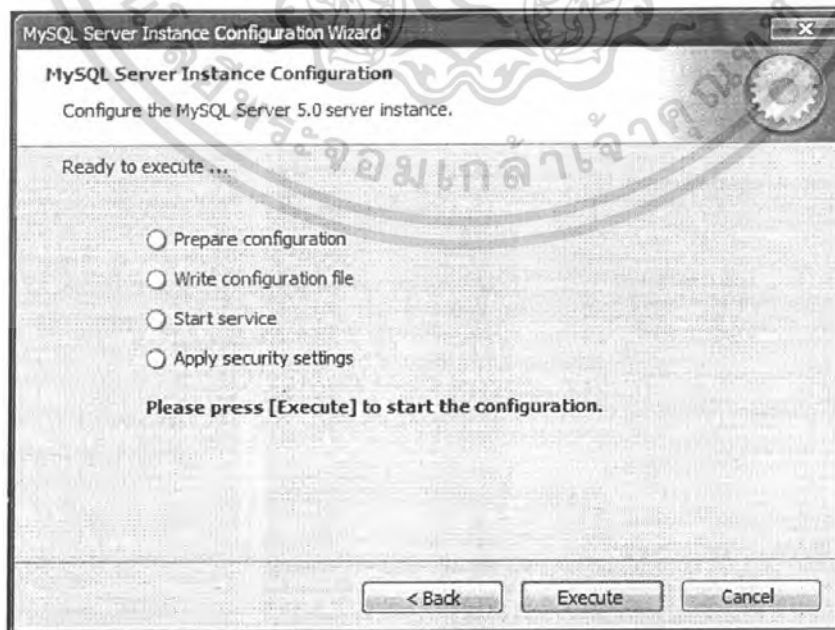 MySQL Server Instance Configuration Wizard
MySQL Server Instance Configuration
Configure the MySQL Server 5.0 server instance.
Ready to execute ...
Prepare configuration
Write configuration file
Start service
Apply security settings
Please press [Execute] to start the configuration.
< Back
Execute
Cancel